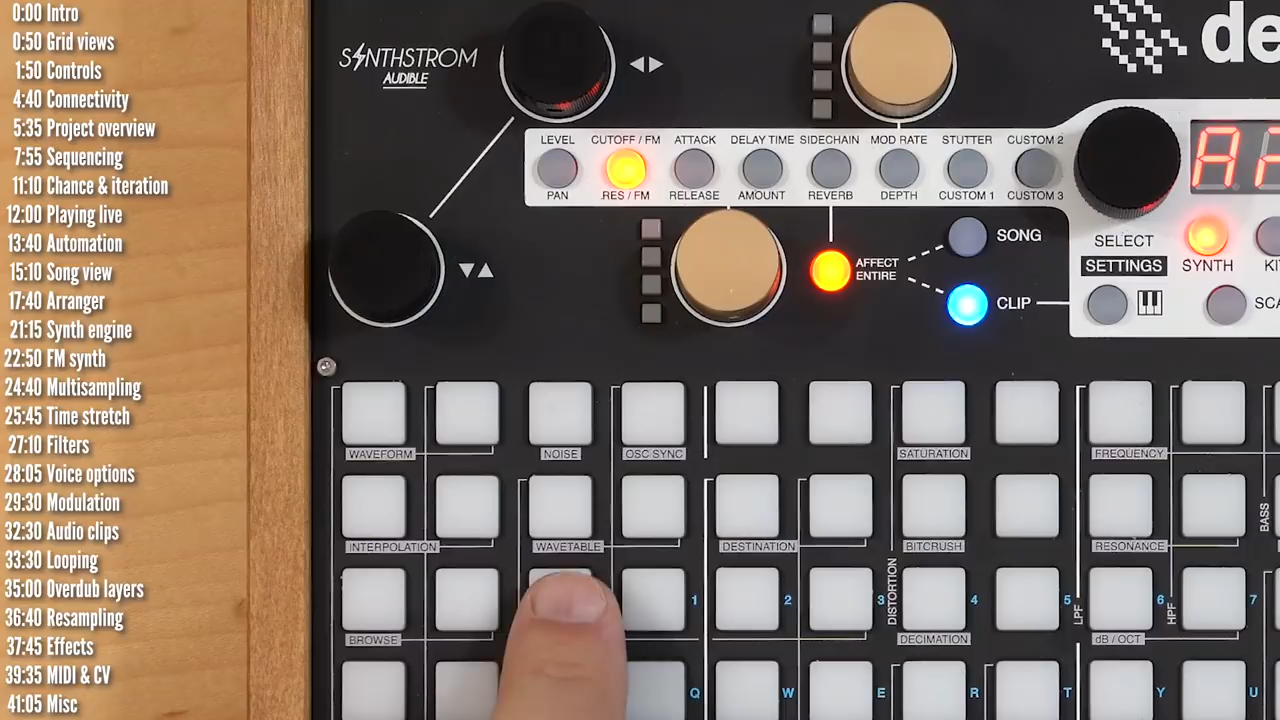 0:00 Intro
0:50 Grid views
1:50 Controls
4:40 Connectivity
5:35 Project overview
7:55 Sequencing
11:10 Chance & iteration
12:00 Playing live
13:40 Automation
15:10 Song view
17:40 Arranger
21:15 Synth engine
22:50 FM synth
24:40 Multisampling
25:45 Time stretch
27:10 Filters
28:05 Voice options
29:30 Modulation
32:30 Audio clips
33:30 Looping
35:00 Overdub layers
36:40 Resampling
37:45 Effects
39:35 MIDI & CV
41:05 Misc
SYNTHSTROM
AUDIBLE
de
LEVEL CUTOFF / FM ATTACK DELAY TIME SIDECHAIN MOD RATE STUTTER CUSTOM 2
PAN RES / FM RELEASE AMOUNT REVERB DEPTH CUSTOM 1 CUSTOM 3
AFFECT
ENTIRE
SONG
CLIP
SELECT
SETTINGS
SYNTH
KI
SCA
WAVEFORM NOISE OSC SYNC SATURATION FREQUENCY
INTERPOLATION WAVETABLE DESTINATION BITCRUSH RESONANCE
BASS
1 2 3 4 5 6 7
DISTORTION
LPF
HPF
BROWSE DECIMATION dB / OCT
Q W E R T Y U